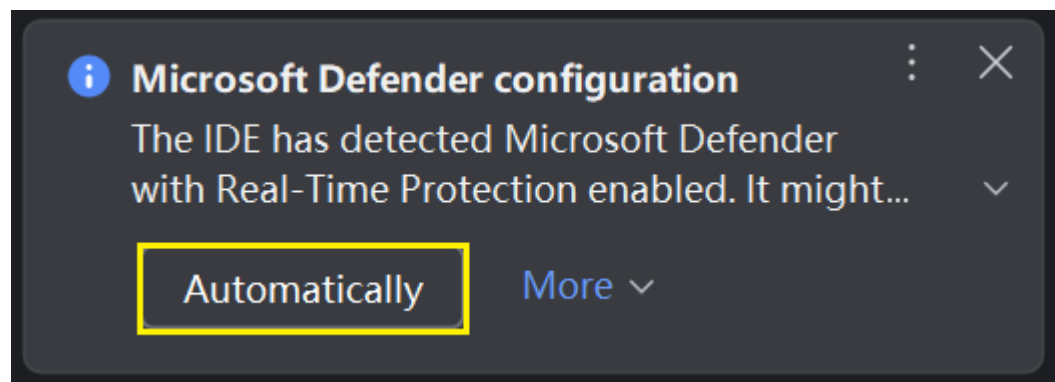 Microsoft Defender configuration
The IDE has detected Microsoft Defender
with Real-Time Protection enabled. It might...
Automatically
More